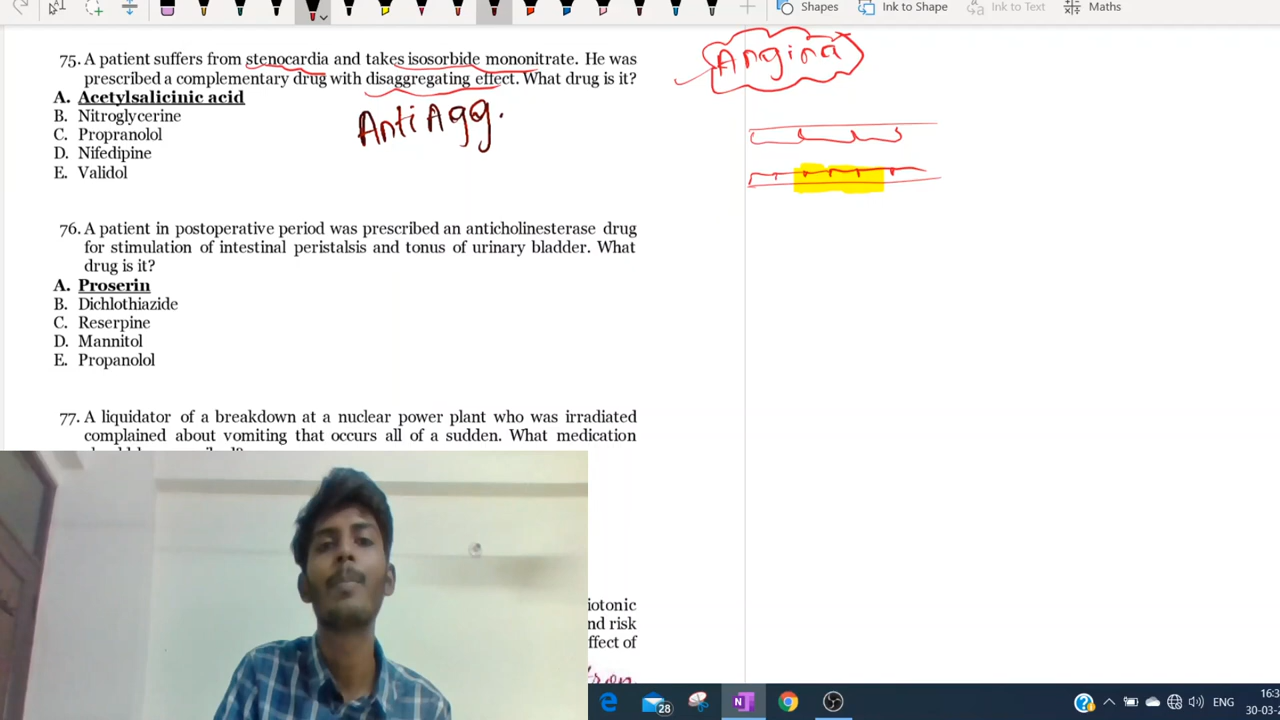 Shapes
Ink to Shape
Ink to Text
Maths
75. A patient suffers from stenocardia and takes isosorbide mononitrate. He was
prescribed a complementary drug with disaggregating effect. What drug is it?
A. Acetylsalicinic acid
B. Nitroglycerine
C. Propranolol
D. Nifedipine
E. Validol
Anti Agg.
Angina
76. A patient in postoperative period was prescribed an anticholinesterase drug
for stimulation of intestinal peristalsis and tonus of urinary bladder. What
drug is it?
A. Proserin
B. Dichlothiazide
C. Reserpine
D. Mannitol
E. Propanolol
77. A liquidator of a breakdown at a nuclear power plant who was irradiated
complained about vomiting that occurs all of a sudden. What medication
iotonic
nd risk
ffect of
28
ENG
16:3
30-03-2